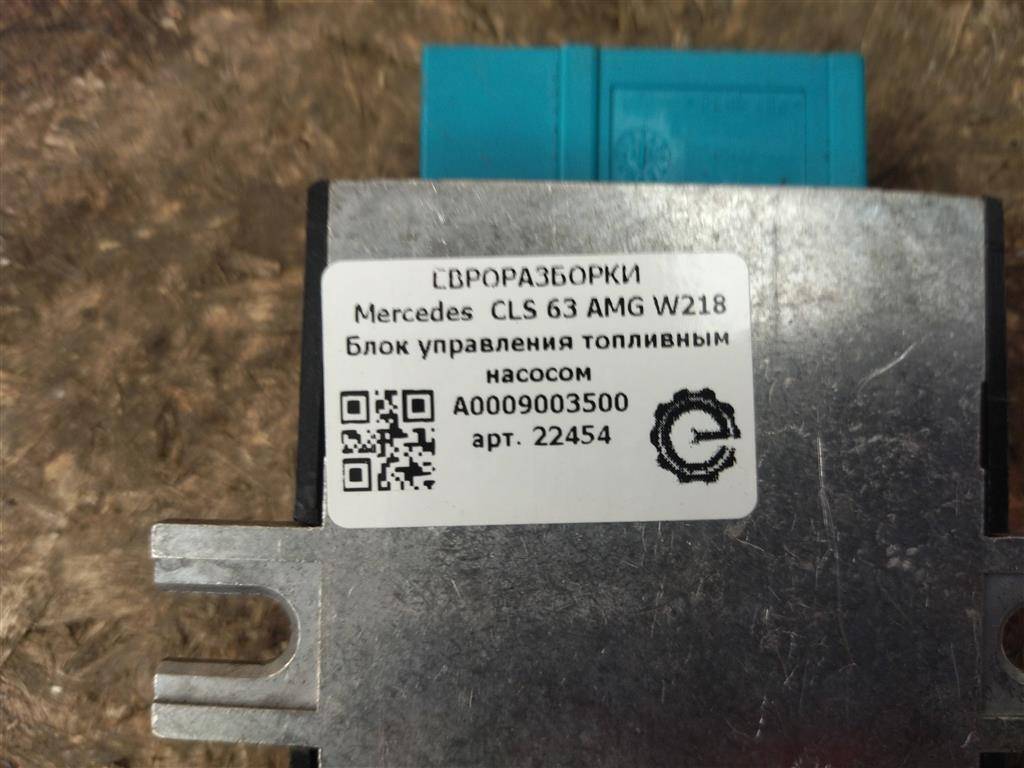 ЕВРОРАЗБОРКИ
Mercedes CLS 63 AMG W218
Блок управления топливным
насосом
A0009003500
арт. 22454